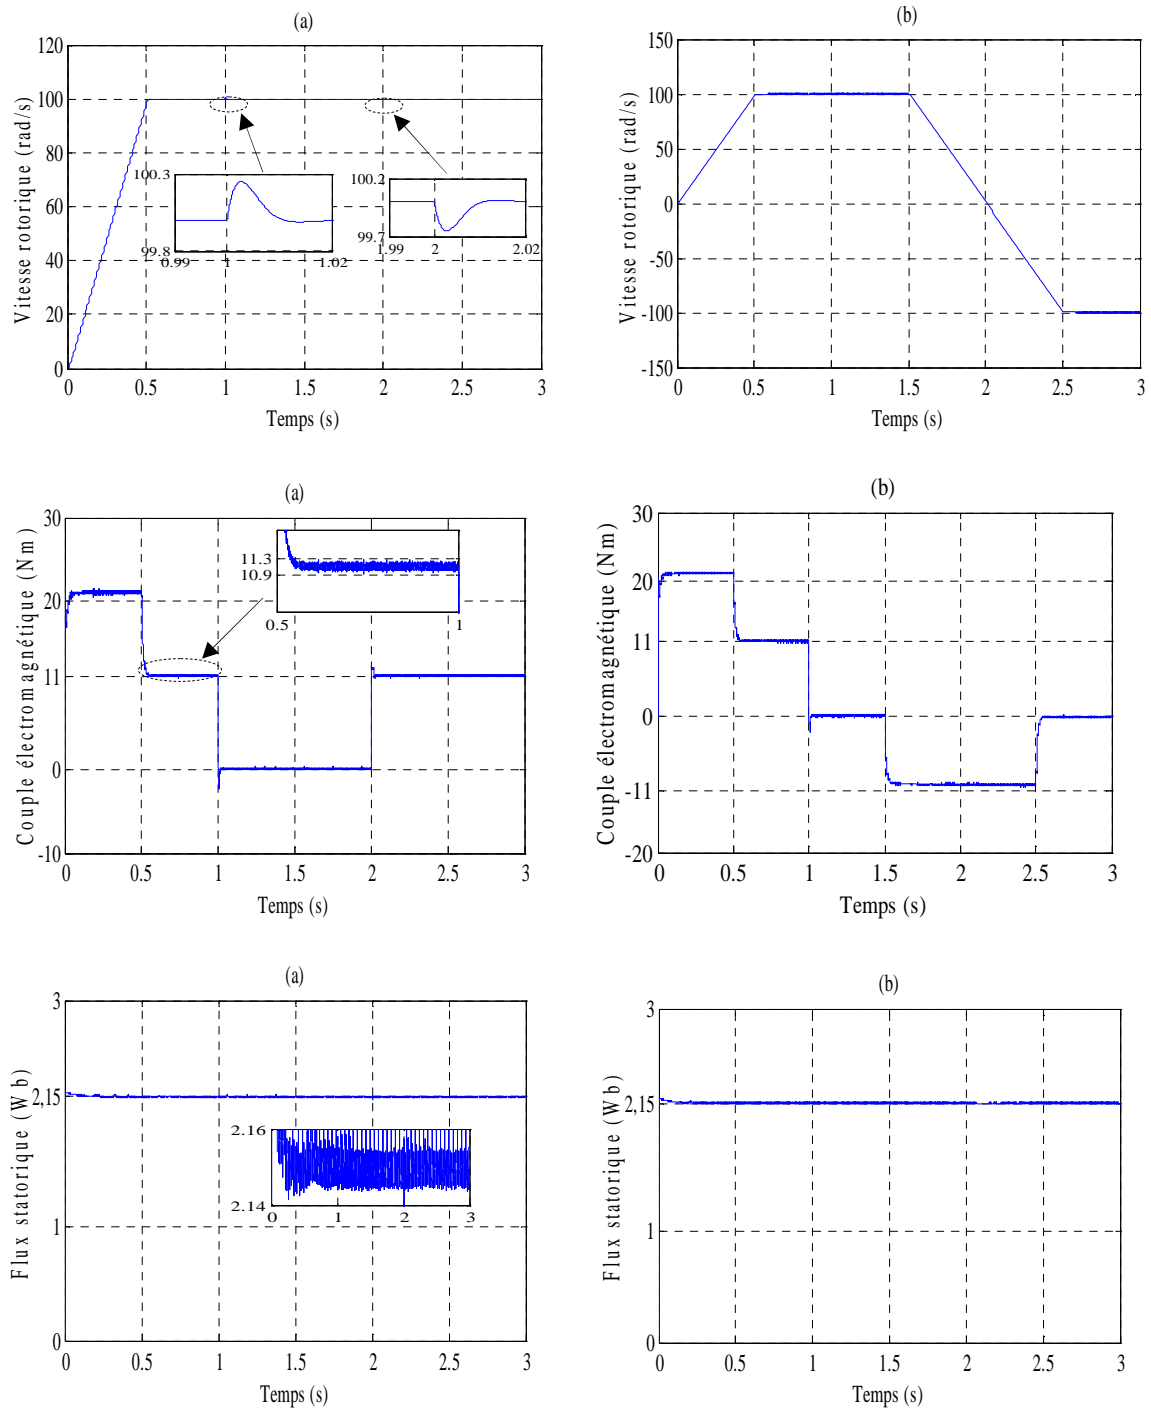 (a)
120
100
80
60
40
20
0
Vitesse rotorique (rad/s)
100.3
99.8
0.99 1 1.02
100.2
99.7
1.99 2 2.02
0 0.5 1 1.5 2 2.5 3
Temps (s)
(b)
150
100
50
0
-50
-100
-150
Vitesse rotorique (rad/s)
0 0.5 1 1.5 2 2.5 3
Temps (s)
(a)
30
20
11
0
-10
Couple électromagnétique (Nm)
11.3
10.9
0.5 1
0 0.5 1 1.5 2 2.5 3
Temps (s)
(b)
30
20
11
0
-11
-20
Couple électromagnétique (Nm)
0 0.5 1 1.5 2 2.5 3
Temps (s)
(a)
3
2,15
1
0
Flux statorique (Wb)
2.16
2.14
0 1 2 3
0 0.5 1 1.5 2 2.5 3
Temps (s)
(b)
3
2,15
1
0
Flux statorique (Wb)
0 0.5 1 1.5 2 2.5 3
Temps (s)